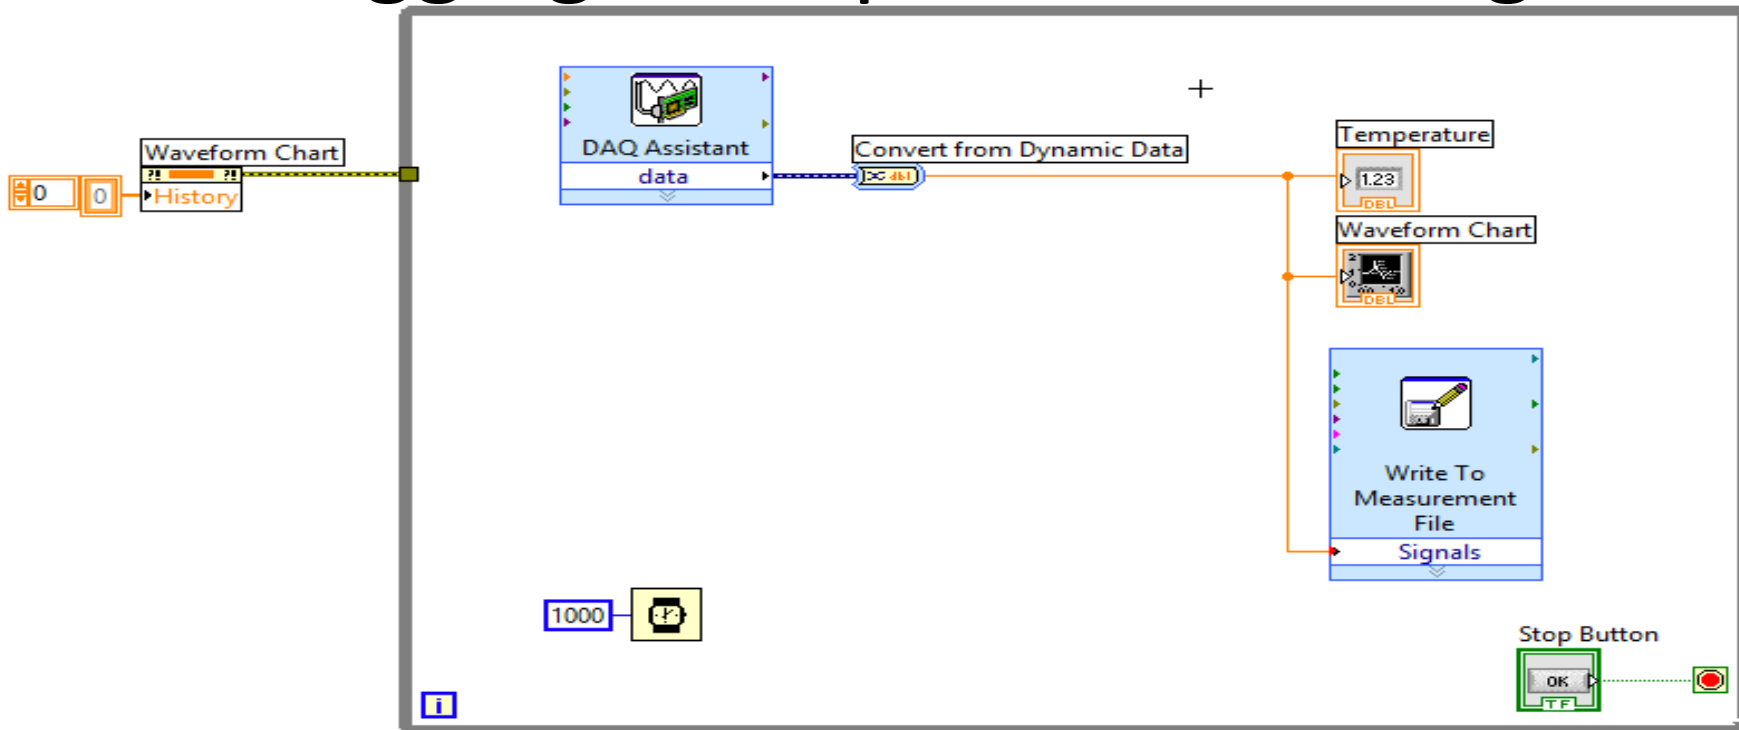 Waveform Chart
?! ?!
0
0
History
DAQ Assistant
data
Convert from Dynamic Data
dbl
Temperature
1.23
DBL
Waveform Chart
DBL
Write To
Measurement
File
Signals
1000
Stop Button
OK
TF
i